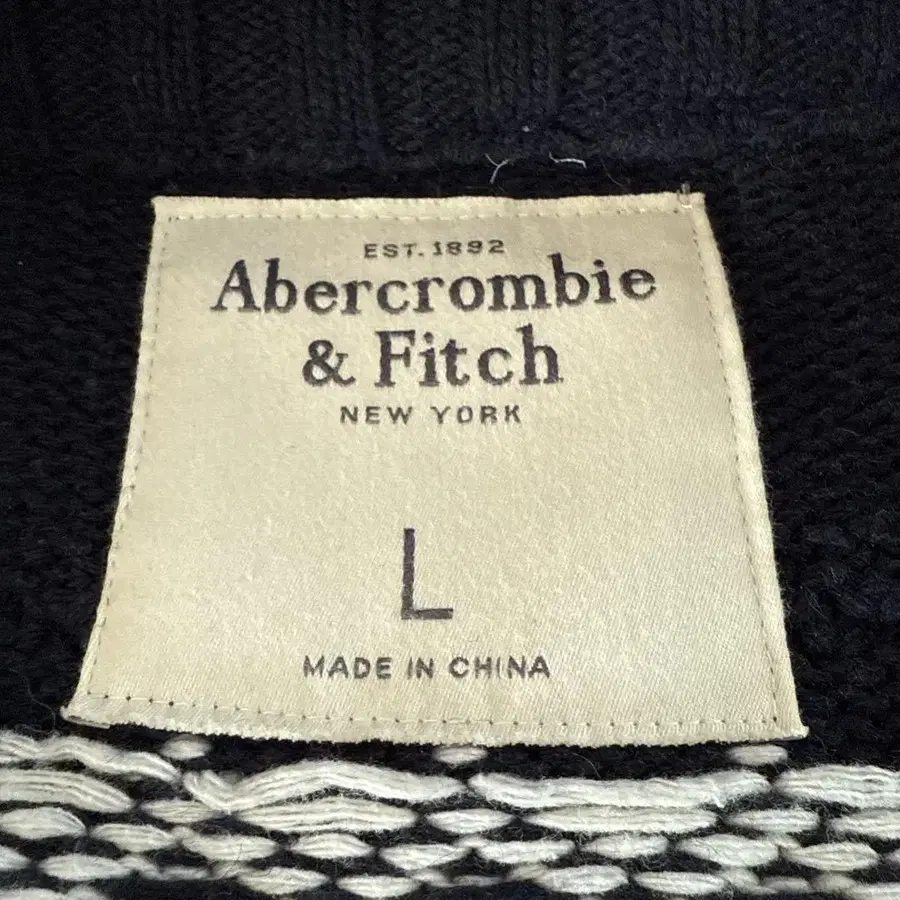 EST. 1892
Abercrombie
& Fitch
NEW YORK
L
MADE IN CHINA